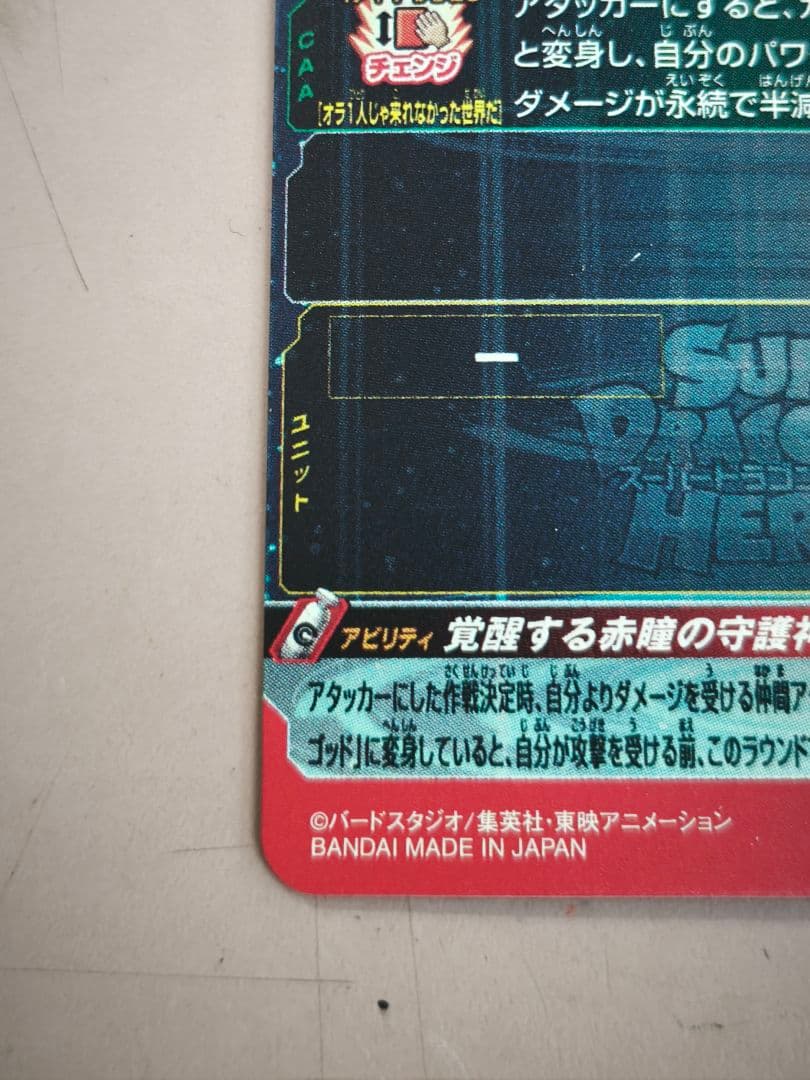 アタッカーにすると、
CAA
チェンジ
と変身し、自分のパワ
[オラ1人じゃ来れなかった世界だ]
ダメージが永続で半減
ー
ユニット
SU
DRAGO
スーパードラゴ
HER
アビリティ 覚醒する赤瞳の守護神
アタッカーにした作戦決定時、自分よりダメージを受ける仲間ア
ゴッド」に変身していると、自分が攻撃を受ける前、このラウンド
©バードスタジオ/集英社・東映アニメーション
BANDAI MADE IN JAPAN